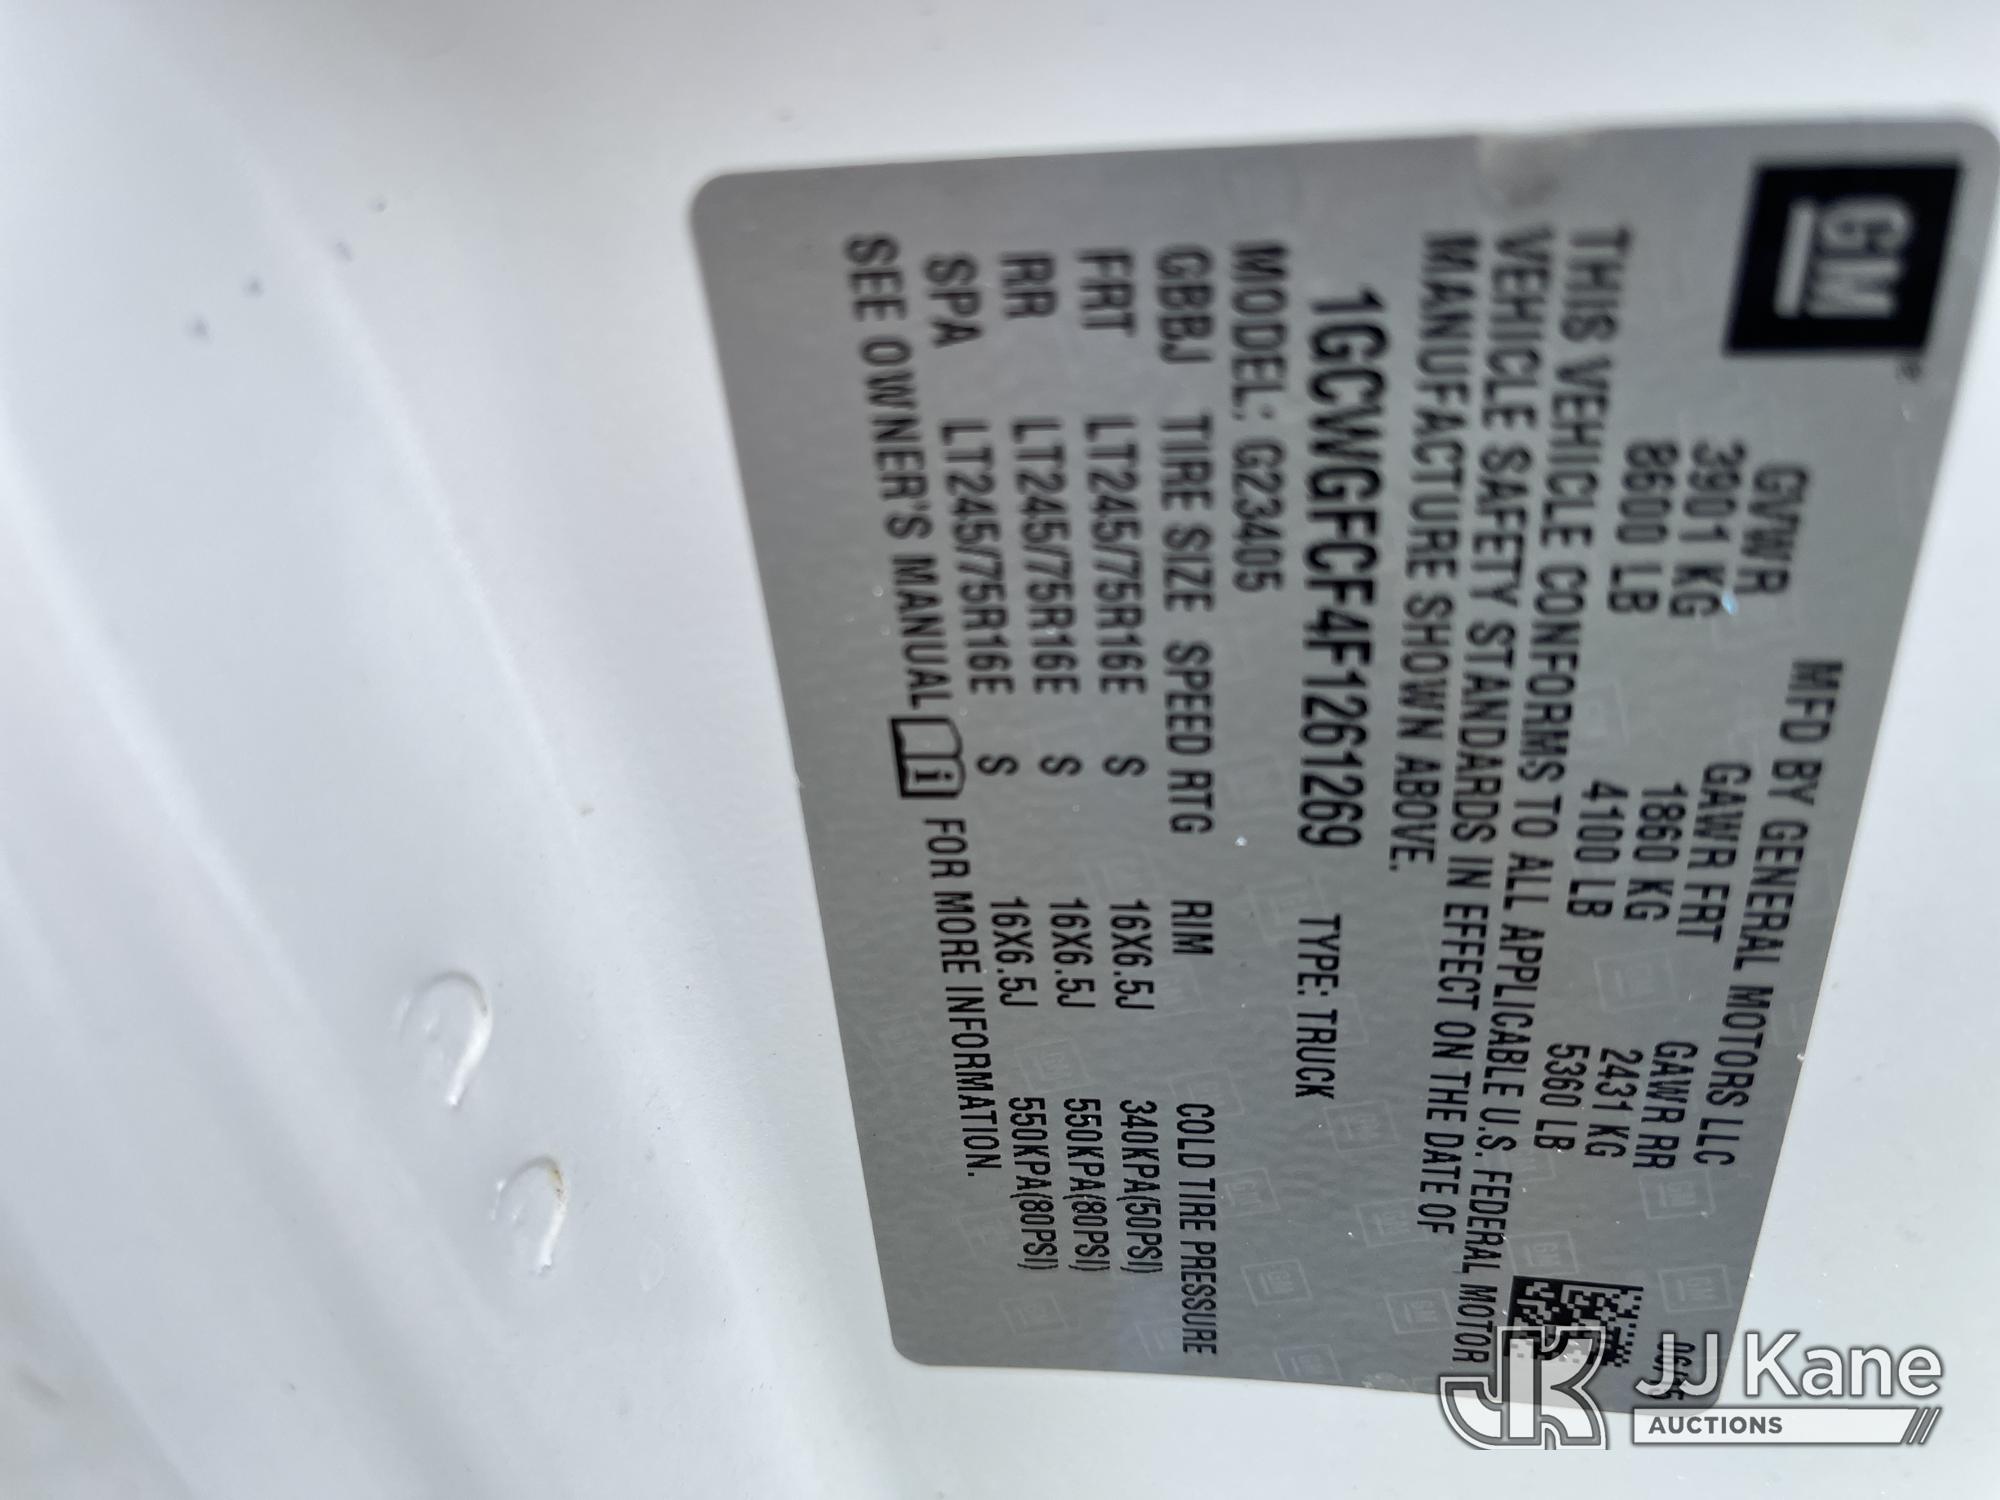 GM®
MFD BY GENERAL MOTORS LLC
GVWR GAWR FRT GAWR RR
3901 KG 1860 KG 2431 KG
8600 LB 4100 LB 5360 LB
THIS VEHICLE CONFORMS TO ALL APPLICABLE U.S. FEDERAL MOTOR
VEHICLE SAFETY STANDARDS IN EFFECT ON THE DATE OF
MANUFACTURE SHOWN ABOVE.
1GCWGFCF4F1261269 TYPE: TRUCK
MODEL: G23405
GBBJ TIRE SIZE SPEED RTG RIM COLD TIRE PRESSURE
FRT LT245/75R16E S 16X6.5J 340KPA(50PSI)
RR LT245/75R16E S 16X6.5J 550KPA(80PSI)
SPA LT245/75R16E S 16X6.5J 550KPA(80PSI)
SEE OWNER'S MANUAL i FOR MORE INFORMATION.
JJ Kane
AUCTIONS